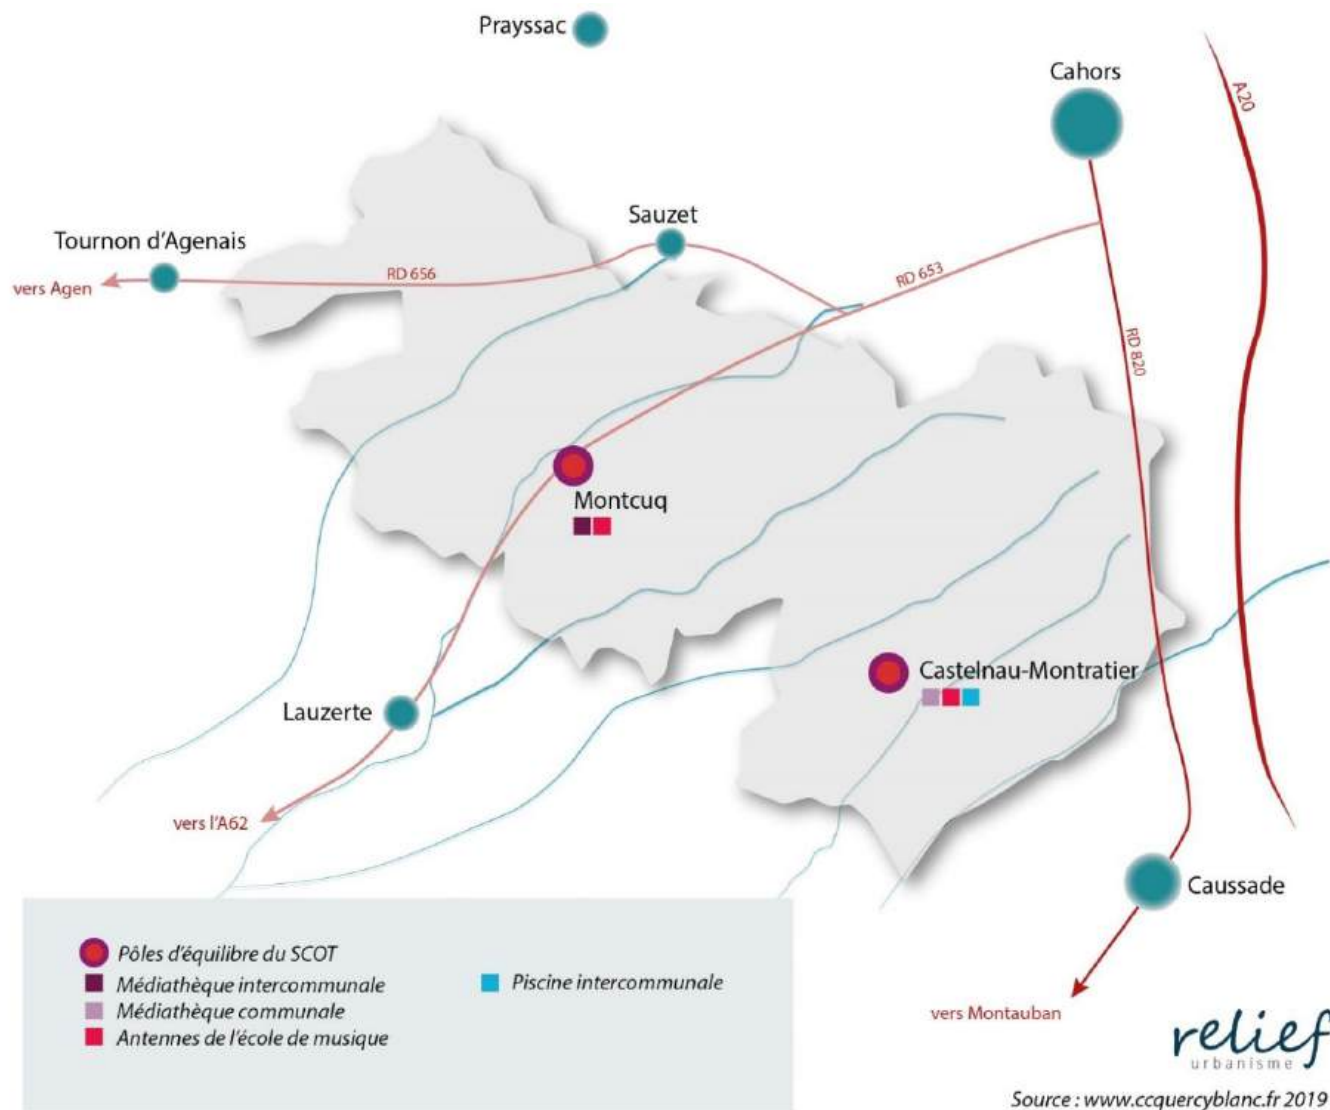 Prayssac
Cahors
A20
Sauzet
Tournon d'Agenais
vers Agen
RD 656
RD 653
RD 820
Montcuq
Castelnau-Montratier
Lauzerte
vers l'A62
Caussade
vers Montauban
Pôles d'équilibre du SCOT
Médiathèque intercommunale
Médiathèque communale
Antennes de l'école de musique
Piscine intercommunale
relief
urbanisme
Source : www.ccquercyblanc.fr 2019